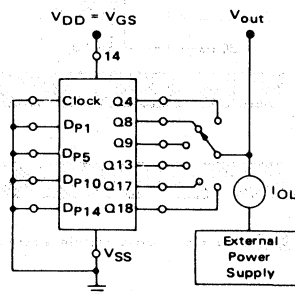 VDD = VGS
Vout
14
Clock
DP1
DP5
DP10
DP14
Q4
Q8
Q9
Q13
Q17
Q18
VSS
IOL
External
Power
Supply